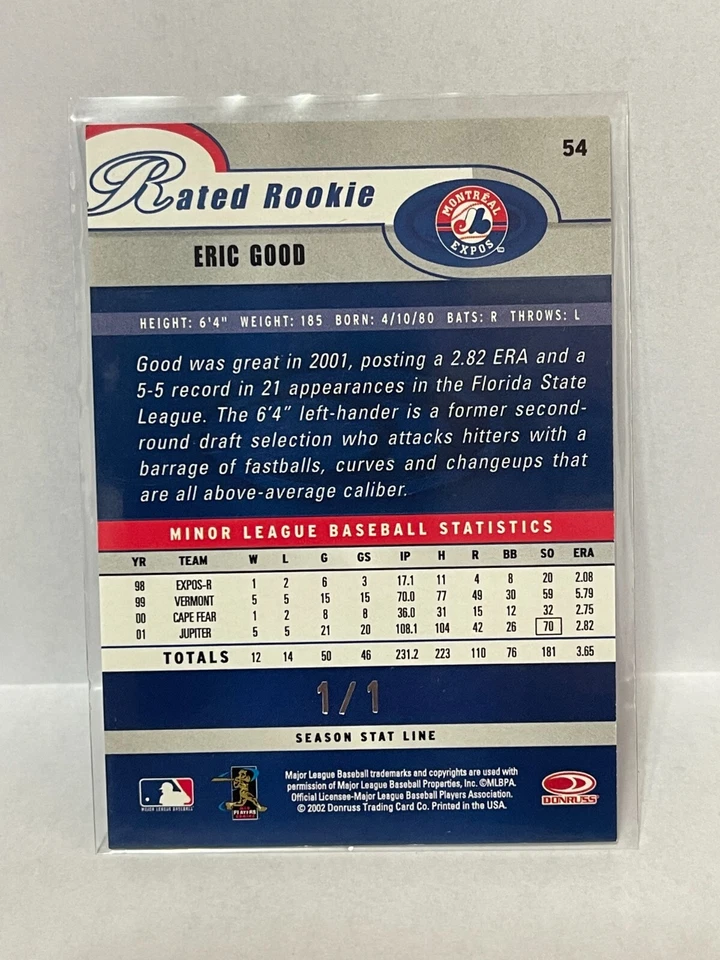 54
Rated Rookie
MONTRÉAL
EXPOS
ERIC GOOD
HEIGHT: 6'4" WEIGHT: 185 BORN: 4/10/80 BATS: R THROWS: L
Good was great in 2001, posting a 2.82 ERA and a
5-5 record in 21 appearances in the Florida State
League. The 6'4" left-hander is a former second-
round draft selection who attacks hitters with a
barrage of fastballs, curves and changeups that
are all above-average caliber.
MINOR LEAGUE BASEBALL STATISTICS
YR TEAM W L G GS IP H R BB SO ERA
98 EXPOS-R 1 2 6 3 17.1 11 4 8 20 2.08
99 VERMONT 5 5 15 15 70.0 77 49 30 59 5.79
00 CAPE FEAR 1 2 8 8 36.0 31 15 12 32 2.75
01 JUPITER 5 5 21 20 108.1 104 42 26 70 2.82
TOTALS 12 14 50 46 231.2 223 110 76 181 3.65
1/1
SEASON STAT LINE
Major League Baseball trademarks and copyrights are used with
permission of Major League Baseball Properties, Inc. ©MLBPA.
Official Licensee-Major League Baseball Players Association.
© 2002 Donruss Trading Card Co. Printed in the USA.
MAJOR LEAGUE BASEBALL
PLAYERS
DONRUSS